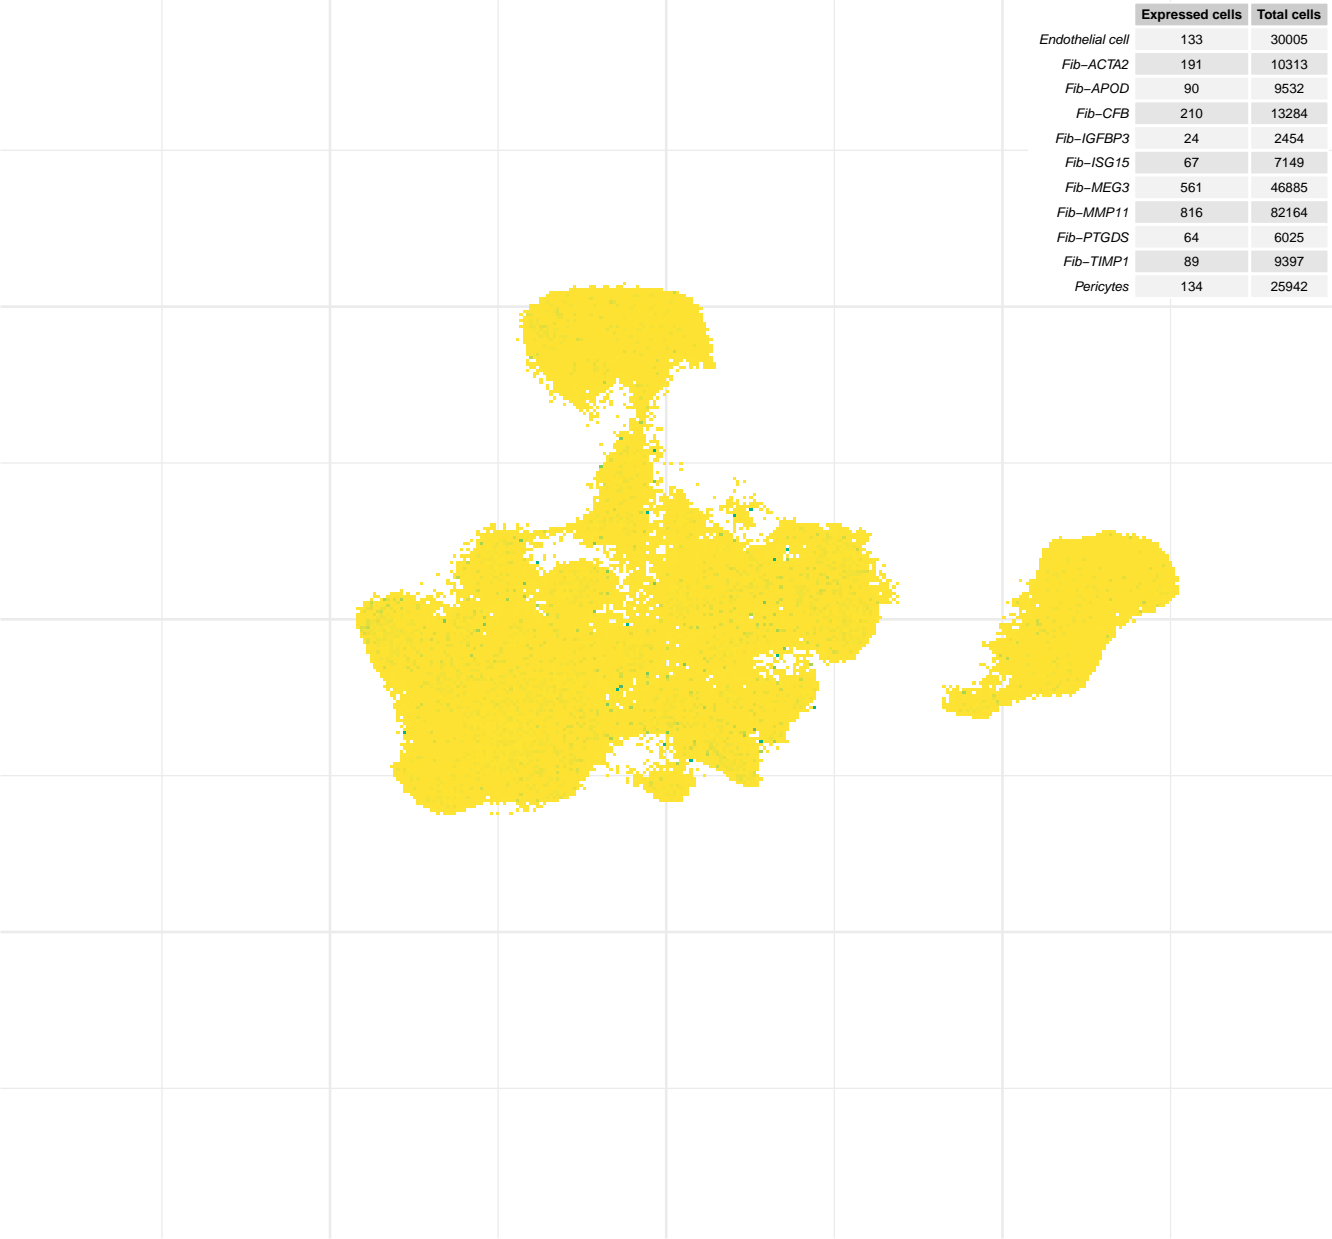 Expressed cells Total cells
Endothelial cell 133 30005
Fib−ACTA2 191 10313
Fib−APOD 90 9532
Fib−CFB 210 13284
Fib−IGFBP3 24 2454
Fib−ISG15 67 7149
Fib−MEG3 561 46885
Fib−MMP11 816 82164
Fib−PTGDS 64 6025
Fib−TIMP1 89 9397
Pericytes 134 25942